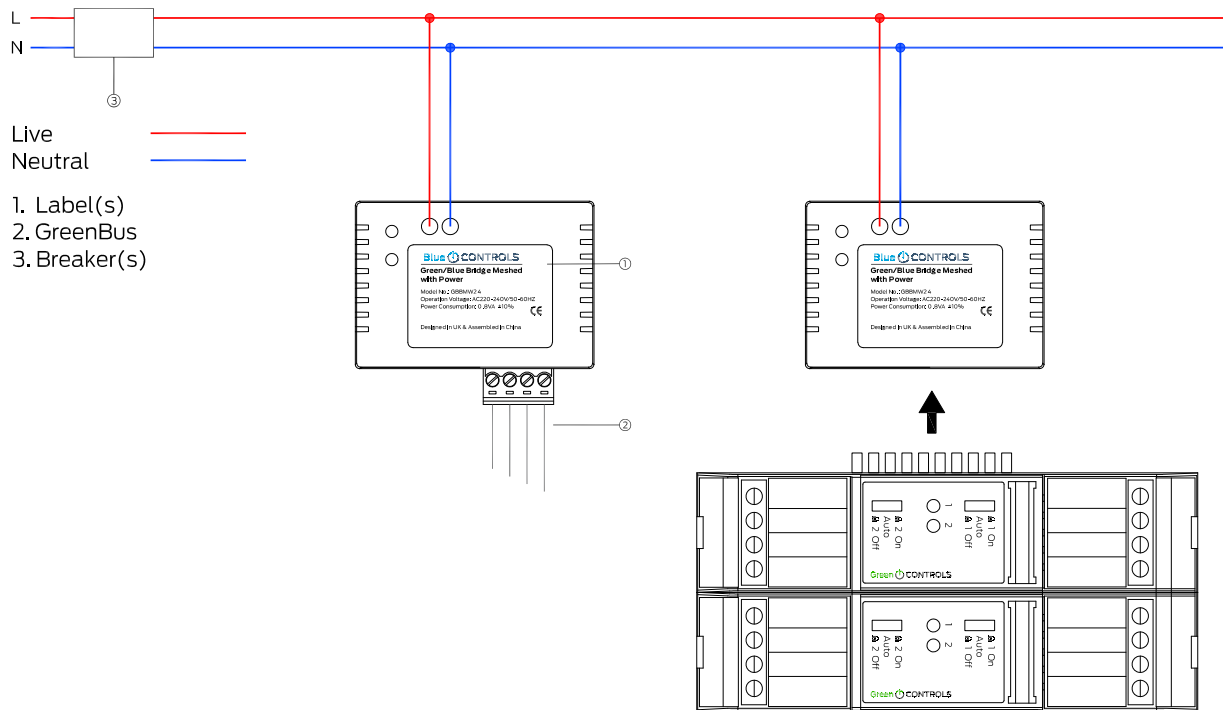 L
N
③
Live
Neutral
1. Label(s)
2. GreenBus
3. Breaker(s)
Blue CONTROLS
Green/Blue Bridge Meshed
with Power
Model No.: GBBMW24
Operation Voltage: AC220-240V/50-60HZ
Power Consumption: 0.8VA ±10%
CE
Designed in UK & Assembled in China
①
②
Blue CONTROLS
Green/Blue Bridge Meshed
with Power
Model No.: GBBMW24
Operation Voltage: AC220-240V/50-60HZ
Power Consumption: 0.8VA ±10%
CE
Designed in UK & Assembled in China
2 On
Auto
2 Off
1
2
1 On
Auto
1 Off
Green CONTROLS
2 On
Auto
2 Off
1
2
1 On
Auto
1 Off
Green CONTROLS